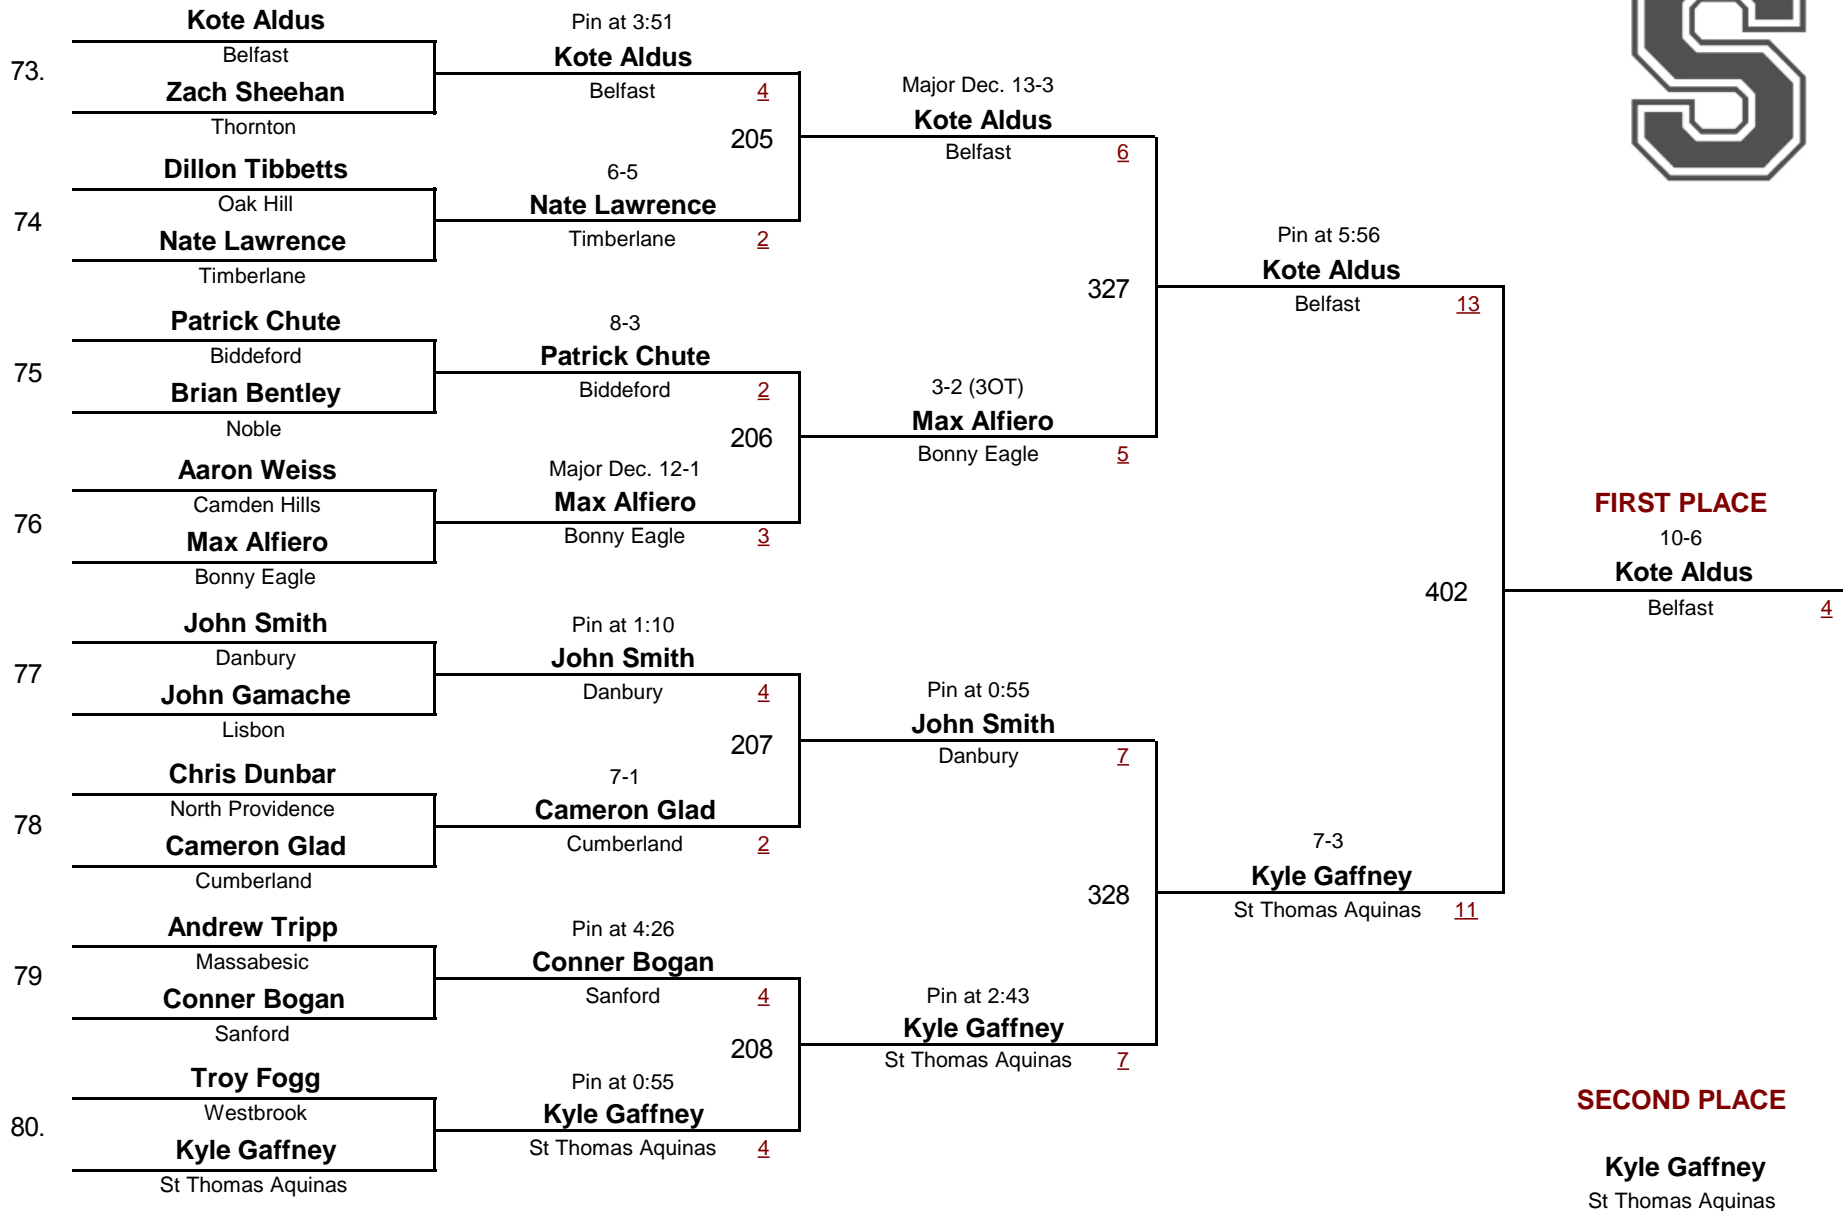 Kote Aldus
Belfast
73.
Zach Sheehan
Thornton
Dillon Tibbetts
Oak Hill
74
Nate Lawrence
Timberlane
Patrick Chute
Biddeford
75
Brian Bentley
Noble
Aaron Weiss
Camden Hills
76
Max Alfiero
Bonny Eagle
John Smith
Danbury
77
John Gamache
Lisbon
Chris Dunbar
North Providence
78
Cameron Glad
Cumberland
Andrew Tripp
Massabesic
79
Conner Bogan
Sanford
Troy Fogg
Westbrook
80.
Kyle Gaffney
St Thomas Aquinas
Pin at 3:51
Kote Aldus
Belfast 4
205
6-5
Nate Lawrence
Timberlane 2
8-3
Patrick Chute
Biddeford 2
206
Major Dec. 12-1
Max Alfiero
Bonny Eagle 3
Pin at 1:10
John Smith
Danbury 4
207
7-1
Cameron Glad
Cumberland 2
Pin at 4:26
Conner Bogan
Sanford 4
208
Pin at 0:55
Kyle Gaffney
St Thomas Aquinas 4
Major Dec. 13-3
Kote Aldus
Belfast 6
327
3-2 (3OT)
Max Alfiero
Bonny Eagle 5
Pin at 0:55
John Smith
Danbury 7
328
Pin at 2:43
Kyle Gaffney
St Thomas Aquinas 7
Pin at 5:56
Kote Aldus
Belfast 13
402
7-3
Kyle Gaffney
St Thomas Aquinas 11
S
FIRST PLACE
10-6
Kote Aldus
Belfast 4
SECOND PLACE
Kyle Gaffney
St Thomas Aquinas